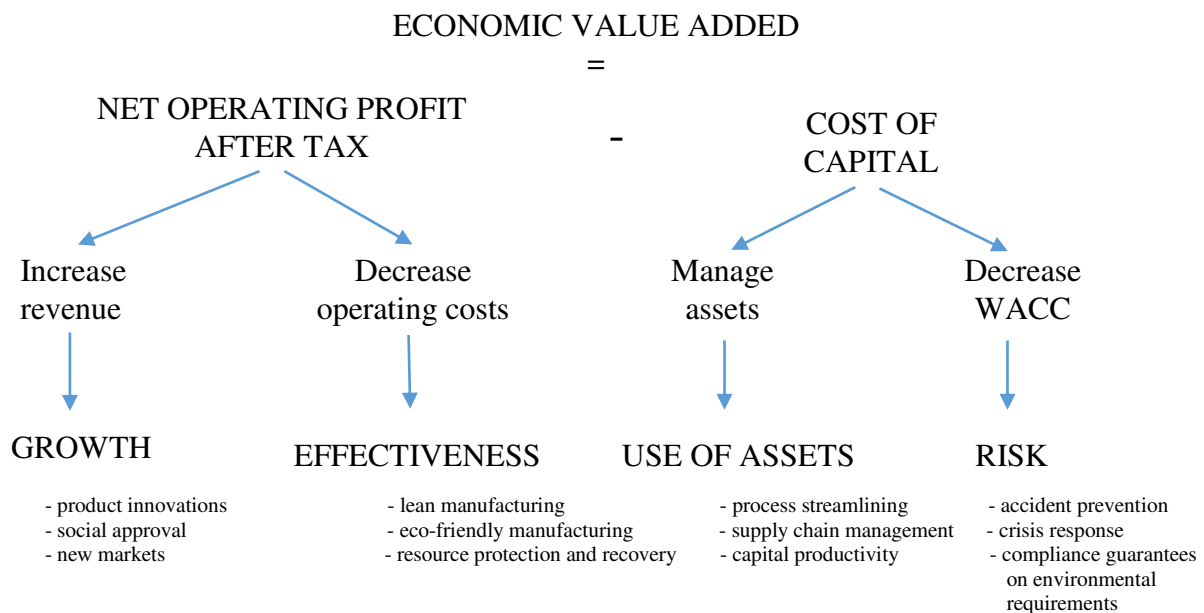 ECONOMIC VALUE ADDED
=
NET OPERATING PROFIT
AFTER TAX
-
COST OF
CAPITAL
Increase
revenue
Decrease
operating costs
Manage
assets
Decrease
WACC
GROWTH
EFFECTIVENESS
USE OF ASSETS
RISK
- product innovations
- social approval
- new markets
- lean manufacturing
- eco-friendly manufacturing
- resource protection and recovery
- process streamlining
- supply chain management
- capital productivity
- accident prevention
- crisis response
- compliance guarantees
on environmental
requirements